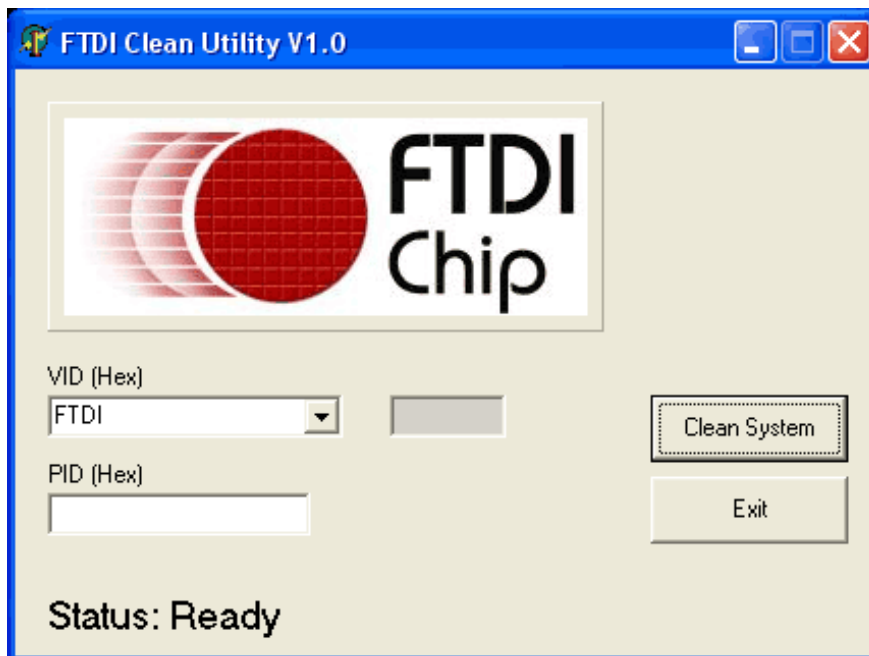 FTDI Clean Utility V1.0
FTDI
Chip
VID (Hex)
FTDI
Clean System
PID (Hex)
Exit
Status: Ready